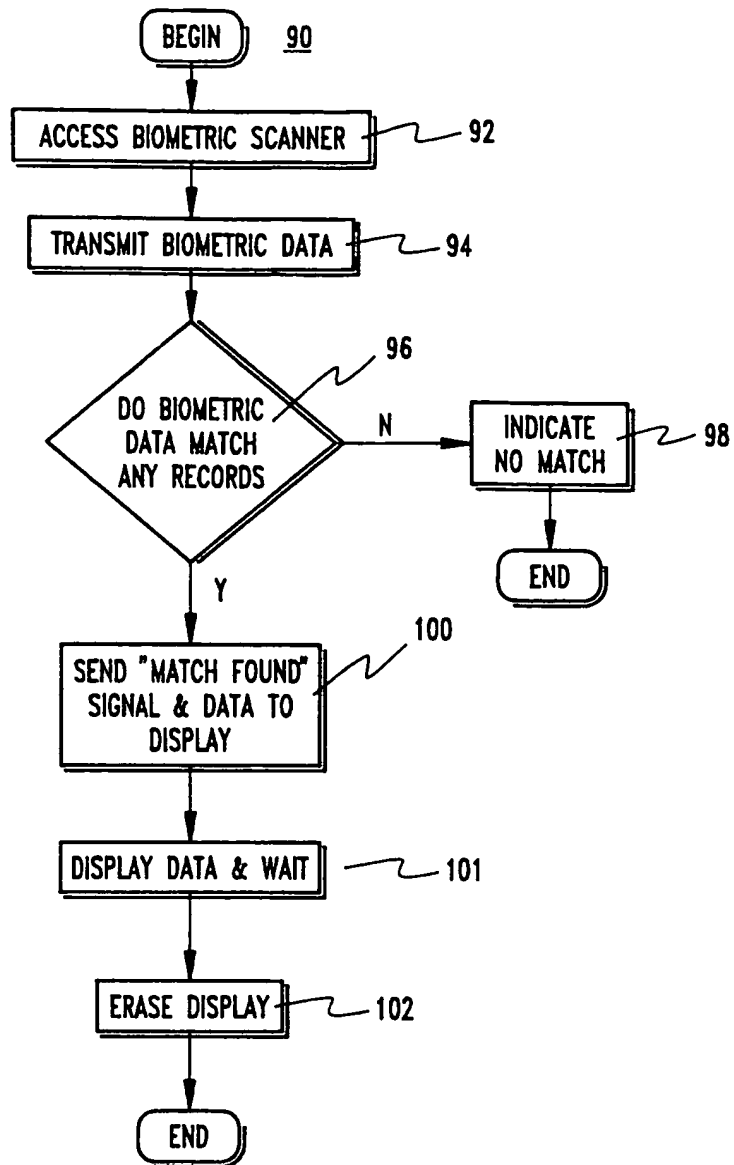 BEGIN
90
ACCESS BIOMETRIC SCANNER
92
TRANSMIT BIOMETRIC DATA
94
96
DO BIOMETRIC
DATA MATCH
ANY RECORDS
N
INDICATE
NO MATCH
98
END
Y
100
SEND "MATCH FOUND"
SIGNAL & DATA TO
DISPLAY
DISPLAY DATA & WAIT
101
ERASE DISPLAY
102
END